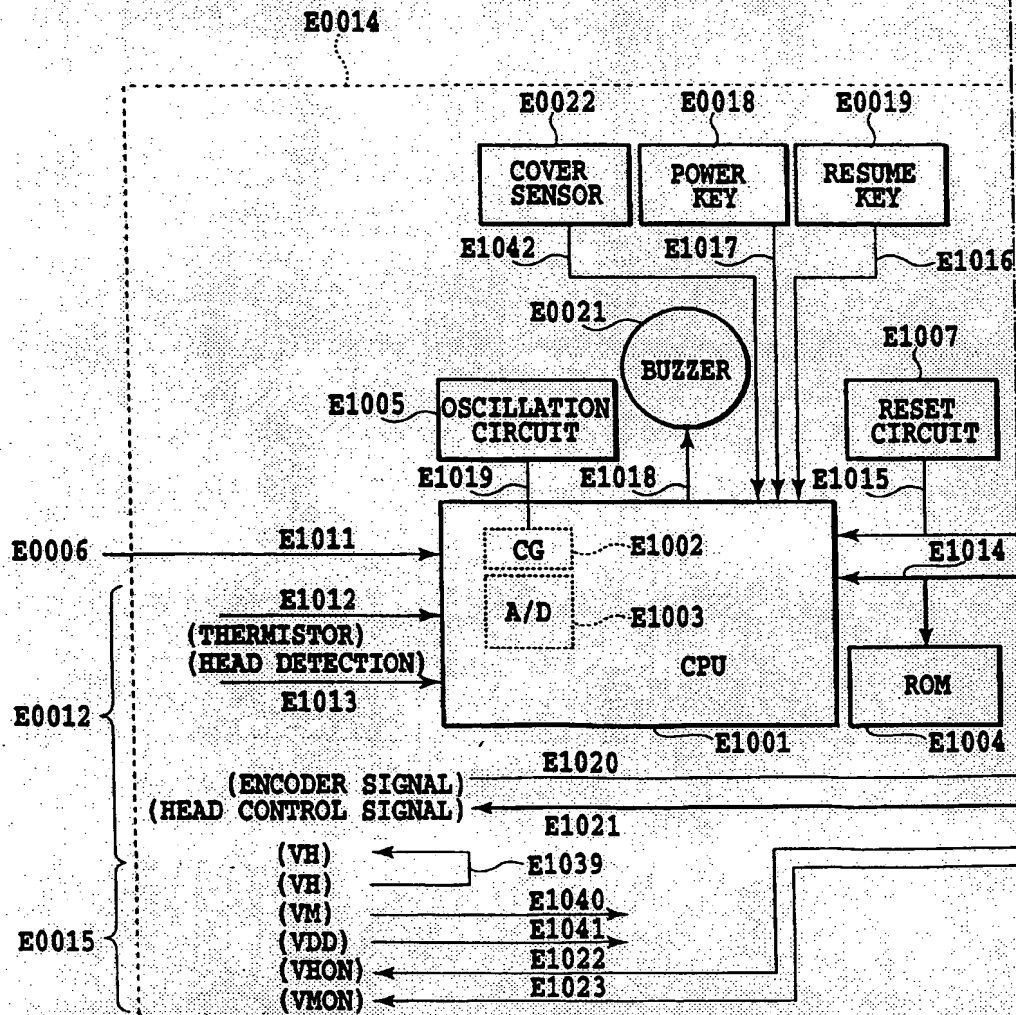 E0014
E0022 E0018 E0019
COVER SENSOR
POWER KEY
RESUME KEY
E1042 E1017 E1016
E0021
BUZZER
E1007
E1005
OSCILLATION CIRCUIT
RESET CIRCUIT
E1019 E1018 E1015
E0006 E1011
CG E1002
E1014
E1012
(THERMISTOR)
(HEAD DETECTION)
E1013
A/D E1003
CPU
ROM
E0012
E1001 E1004
E1020
(ENCODER SIGNAL)
(HEAD CONTROL SIGNAL)
E1021
(VH)
E1039
(VH)
(VM) E1040
E0015
(VDD) E1041
(VHON) E1022
(VMON) E1023